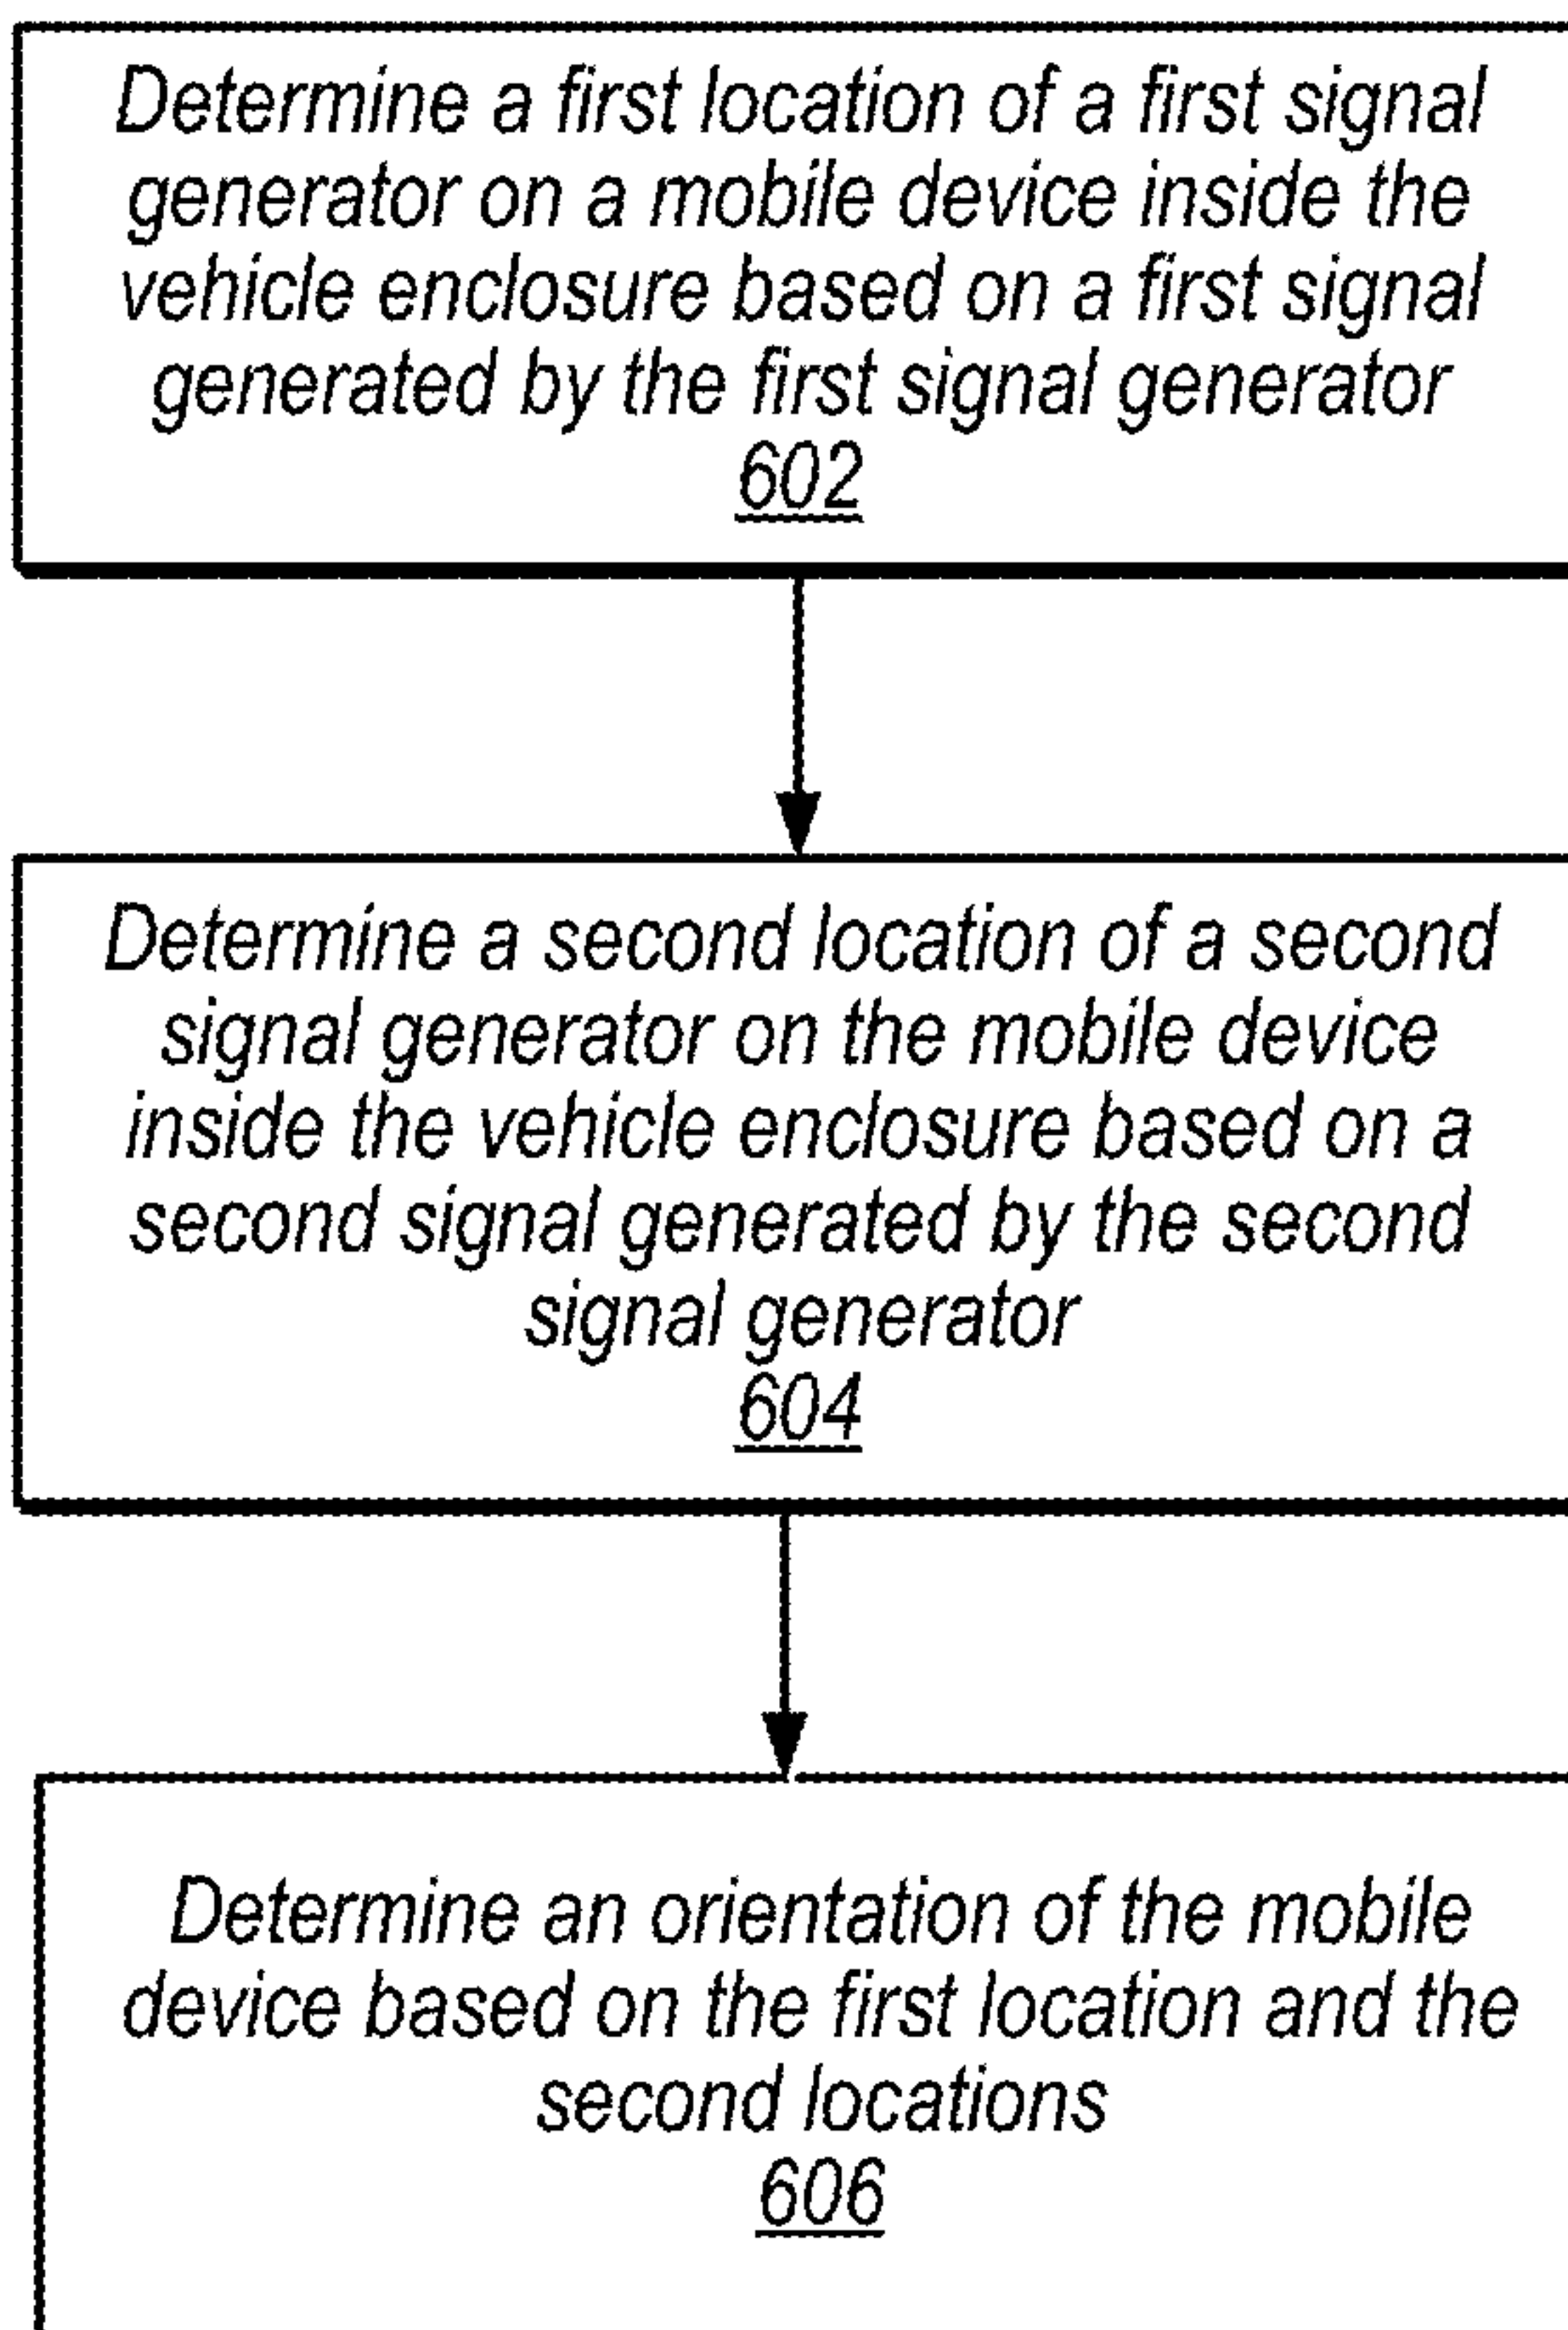 Determine a first location of a first signal
generator on a mobile device inside the
vehicle enclosure based on a first signal
generated by the first signal generator
602
Determine a second location of a second
signal generator on the mobile device
inside the vehicle enclosure based on a
second signal generated by the second
signal generator
604
Determine an orientation of the mobile
device based on the first location and the
second locations
606